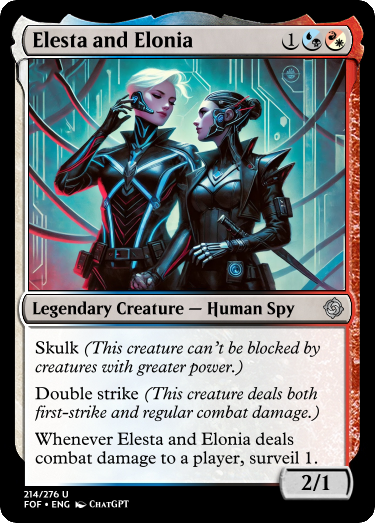 Elesta and Elonia 1
Legendary Creature — Human Spy
Skulk (This creature can't be blocked by
creatures with greater power.)
Double strike (This creature deals both
first-strike and regular combat damage.)
Whenever Elesta and Elonia deals
combat damage to a player, surveil 1.
2/1
214/276 U
FOF • ENG ChatGPT